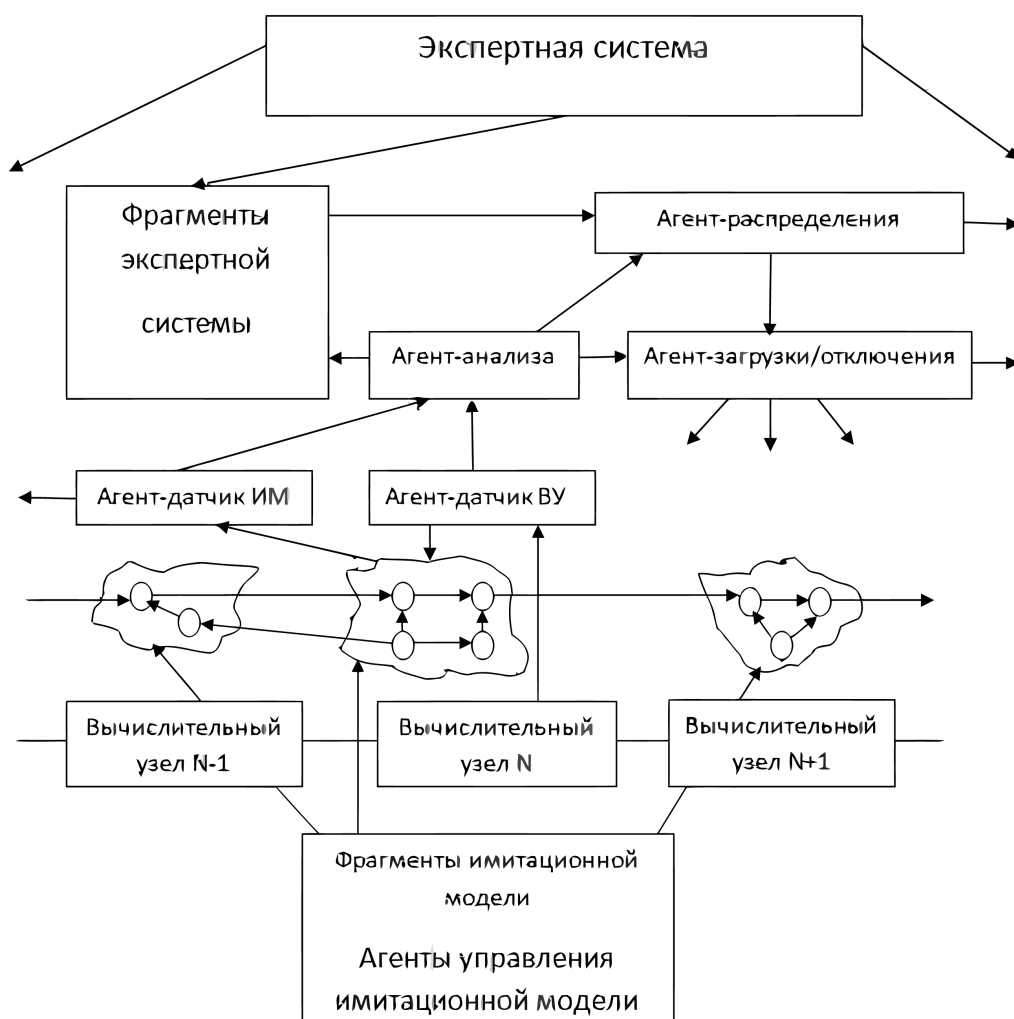 Экспертная система
Фрагменты
экспертной
системы
Агент-распределения
Агент-анализа
Агент-загрузки/отключения
Агент-датчик ИМ
Агент-датчик ВУ
Вычислительный
узел N-1
Вычислительный
узел N
Вычислительный
узел N+1
Фрагменты имитационной
модели
Агенты управления
имитационной модели